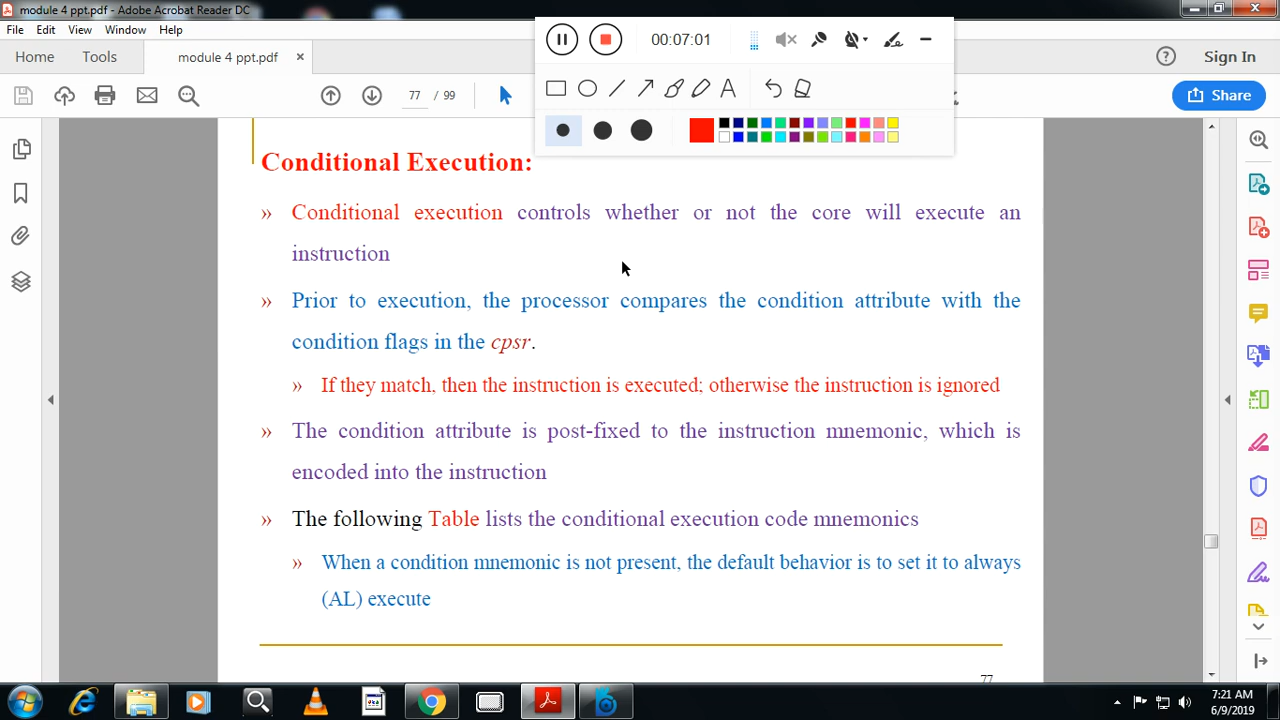 module 4 ppt.pdf - Adobe Acrobat Reader DC
File Edit View Window Help
00:07:01
Home Tools module 4 ppt.pdf × Sign In
77 / 99 Share
Conditional Execution:
» Conditional execution controls whether or not the core will execute an
instruction
» Prior to execution, the processor compares the condition attribute with the
condition flags in the cpsr.
» If they match, then the instruction is executed; otherwise the instruction is ignored
» The condition attribute is post-fixed to the instruction mnemonic, which is
encoded into the instruction
» The following Table lists the conditional execution code mnemonics
» When a condition mnemonic is not present, the default behavior is to set it to always
(AL) execute
77
7:21 AM
6/9/2019